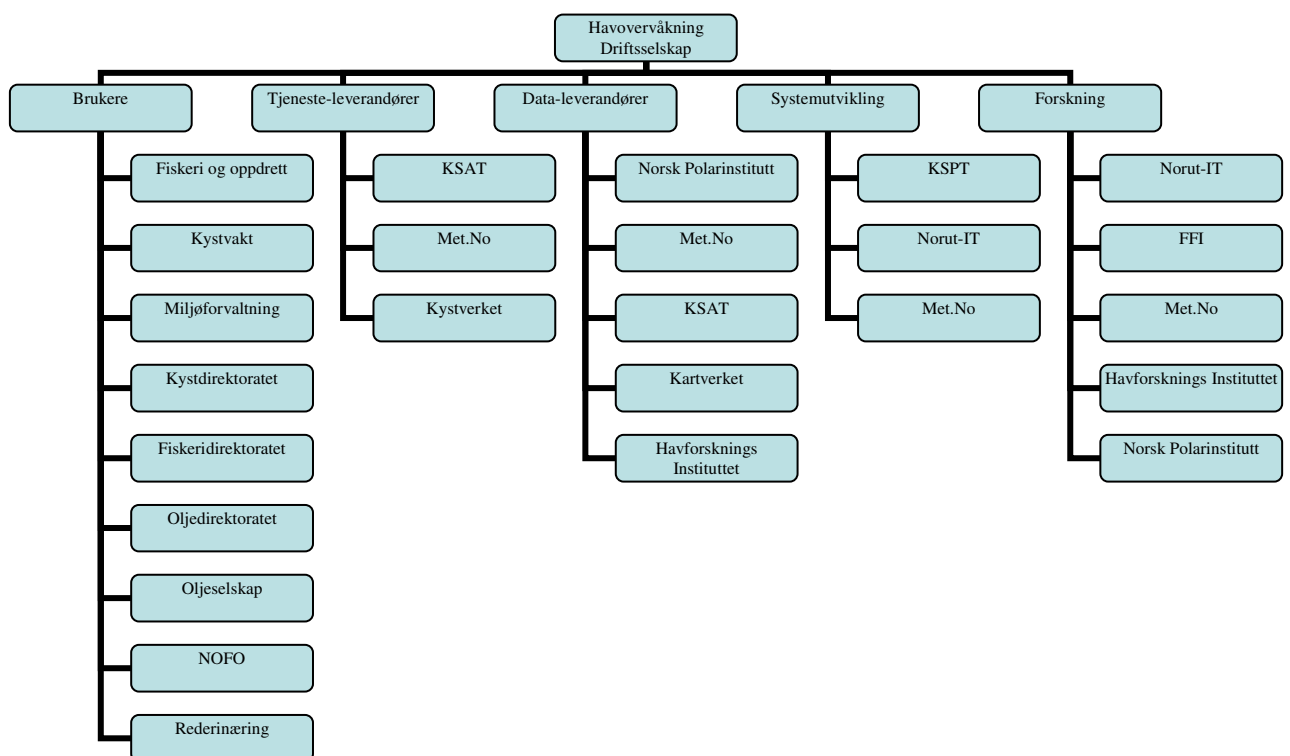 Havovervåkning
Driftsselskap
Brukere
Fiskeri og oppdrett
Kystvakt
Miljøforvaltning
Kystdirektoratet
Fiskeridirektoratet
Oljedirektoratet
Oljeselskap
NOFO
Rederinæring
Tjeneste-leverandører
KSAT
Met.No
Kystverket
Data-leverandører
Norsk Polarinstitutt
Met.No
KSAT
Kartverket
Havforsknings
Instituttet
Systemutvikling
KSPT
Norut-IT
Met.No
Forskning
Norut-IT
FFI
Met.No
Havforsknings Instituttet
Norsk Polarinstitutt